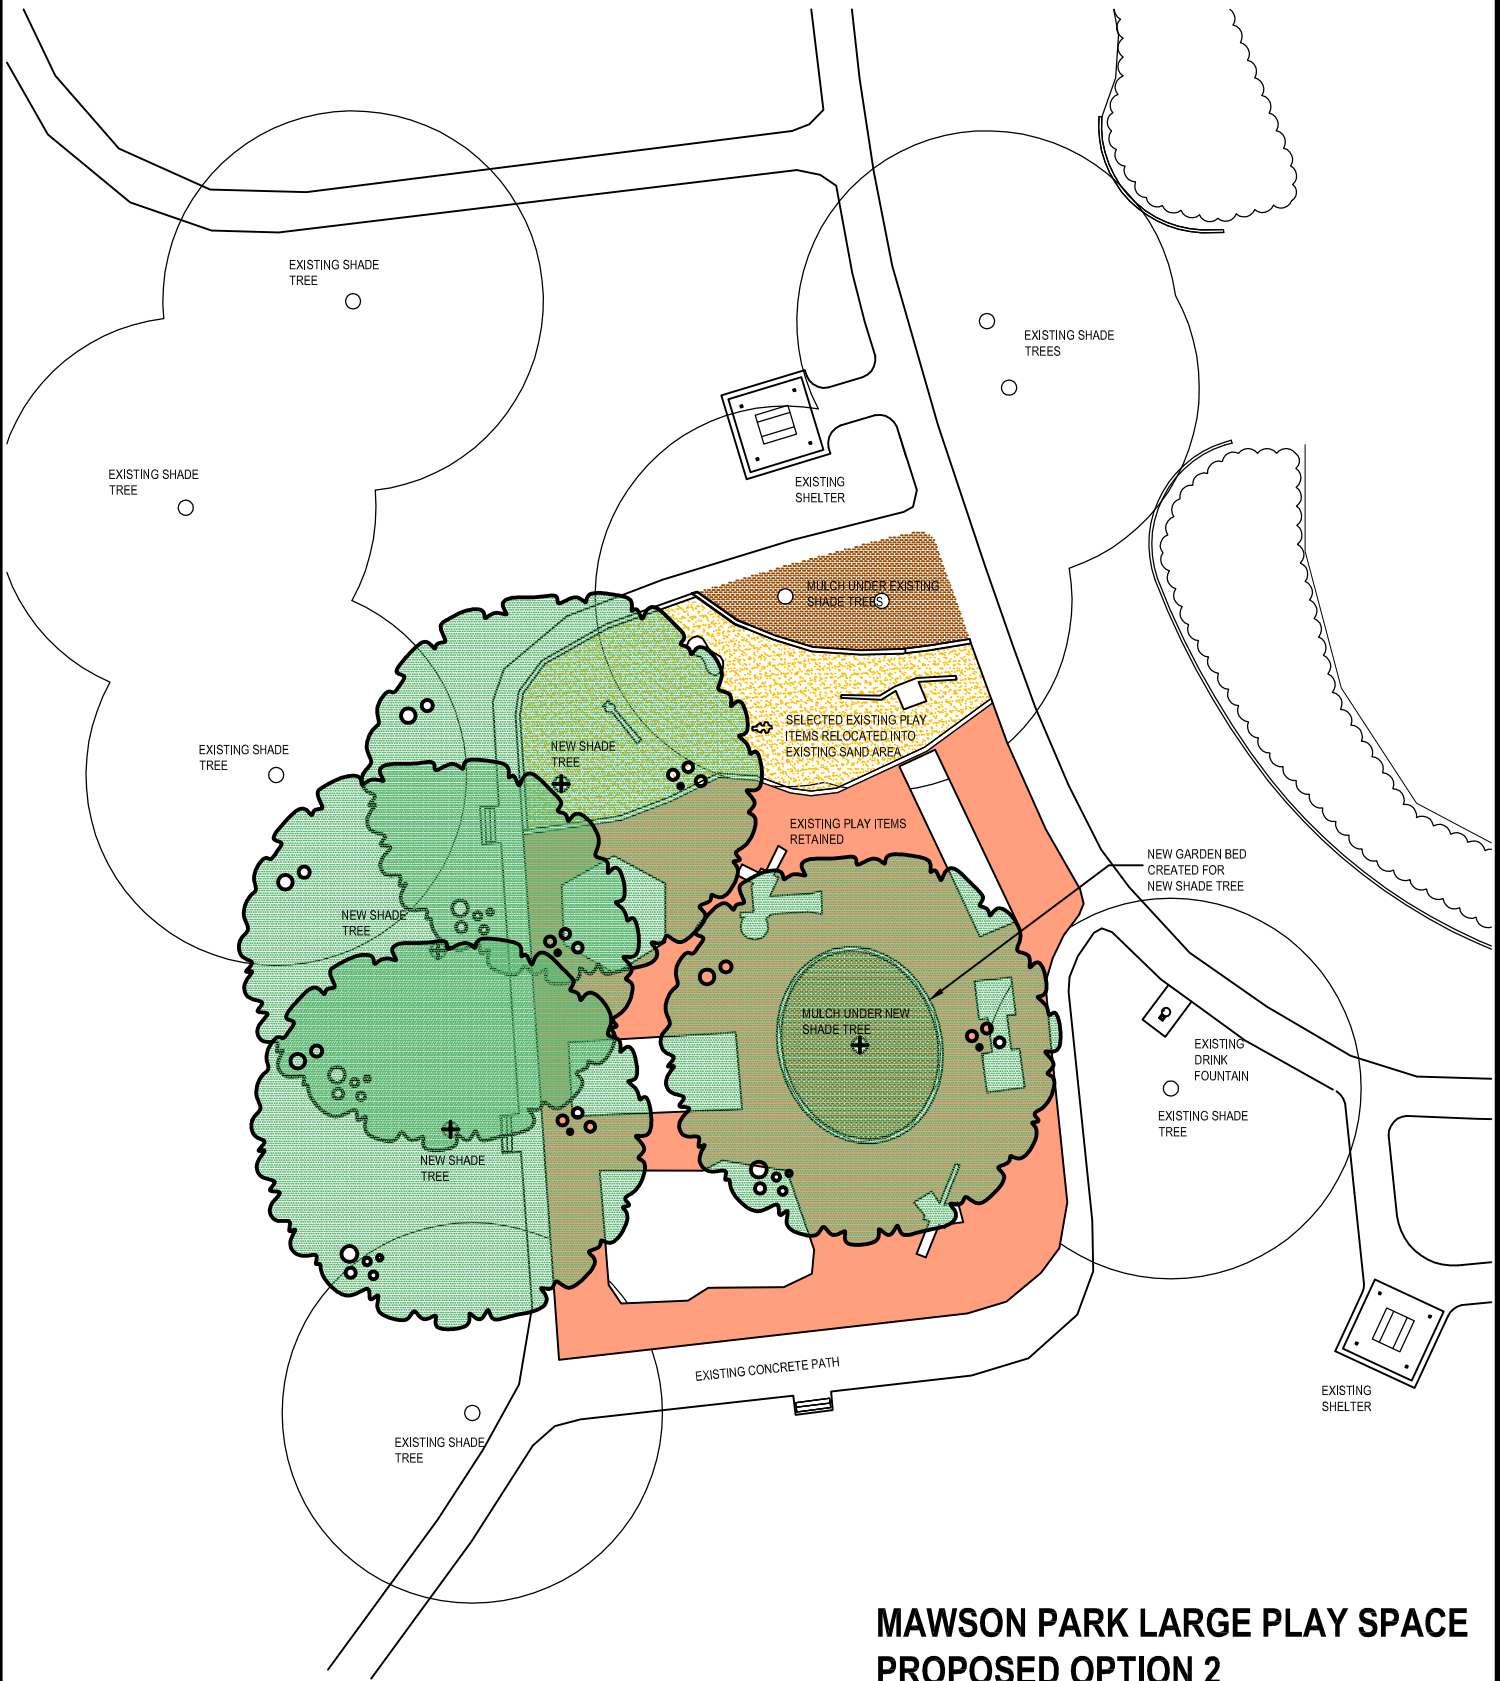 EXISTING SHADE
TREE
EXISTING SHADE
TREES
EXISTING SHADE
TREE
EXISTING
SHELTER
MULCH UNDER EXISTING
SHADE TREES
SELECTED EXISTING PLAY
ITEMS RELOCATED INTO
EXISTING SAND AREA
NEW SHADE
TREE
EXISTING SHADE
TREE
EXISTING PLAY ITEMS
RETAINED
NEW GARDEN BED
CREATED FOR
NEW SHADE TREE
NEW SHADE
TREE
MULCH UNDER NEW
SHADE TREE
EXISTING
DRINK
FOUNTAIN
EXISTING SHADE
TREE
NEW SHADE
TREE
EXISTING CONCRETE PATH
EXISTING
SHELTER
EXISTING SHADE
TREE
MAWSON PARK LARGE PLAY SPACE
PROPOSED OPTION 2